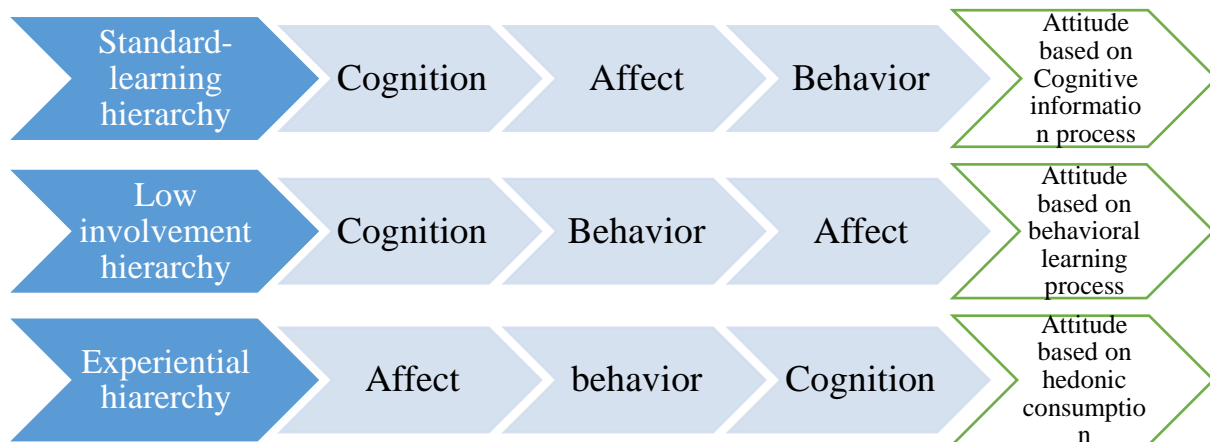 Standard-
learning
hierarchy
Cognition
Affect
Behavior
Attitude
based on
Cognitive
informatio
n process
Low
involvement
hierarchy
Cognition
Behavior
Affect
Attitude
based on
behavioral
learning
process
Experiential
hiarerchy
Affect
behavior
Cognition
Attitude
based on
hedonic
consumptio
n